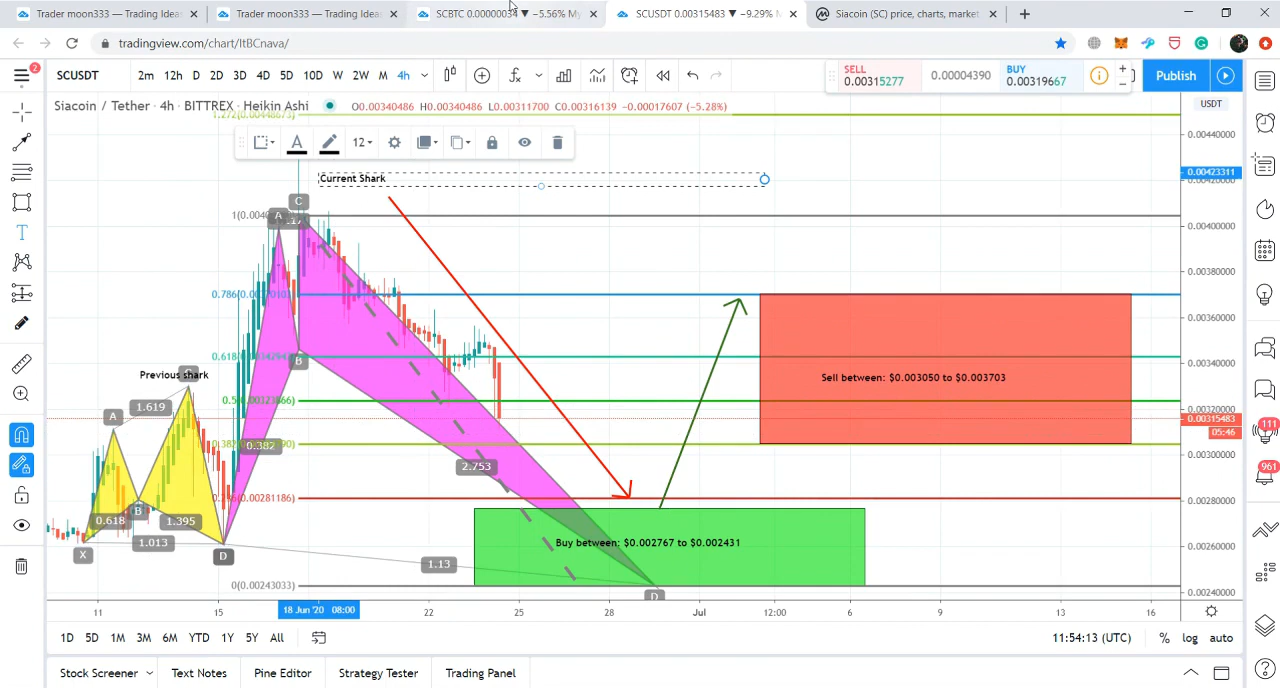 Trader moon333 — Trading Ideas
Trader moon333 — Trading Ideas
SCBTC 0.00000034 ▼ −5.56% My
SCUSDT 0.00315483 ▼ −9.29% M
Siacoin (SC) price, charts, market
tradingview.com/chart/ItBCnava/
2
SCUSDT
2m 12h D 2D 3D 4D 5D 10D W 2W M 4h
SELL
0.00315277
0.00004390
BUY
0.00319667
Publish
Siacoin / Tether · 4h · BITTREX · Heikin Ashi
O0.00340486 H0.00340486 L0.00311700 C0.00316139 −0.00017607 (−5.28%)
USDT
1.272(0.00448673)
12
0.00440000
0.00423311
0.00420000
0.00400000
0.00380000
0.00360000
0.00340000
0.00320000
0.00315483
05:46
0.00300000
0.00280000
0.00260000
0.00240000
Current Shark
C
A
B
Previous shark
A
1.619
0.382
2.753
0.618
B
1.395
1.013
X
D
1.13
D
Sell between: $0.003050 to $0.003703
Buy between: $0.002767 to $0.002431
0(0.00243033)
111
961
11
15
18 Jun '20 08:00
22
25
28
Jul
12:00
6
9
13
16
1D 5D 1M 3M 6M YTD 1Y 5Y All
11:54:13 (UTC)
% log auto
Stock Screener
Text Notes
Pine Editor
Strategy Tester
Trading Panel